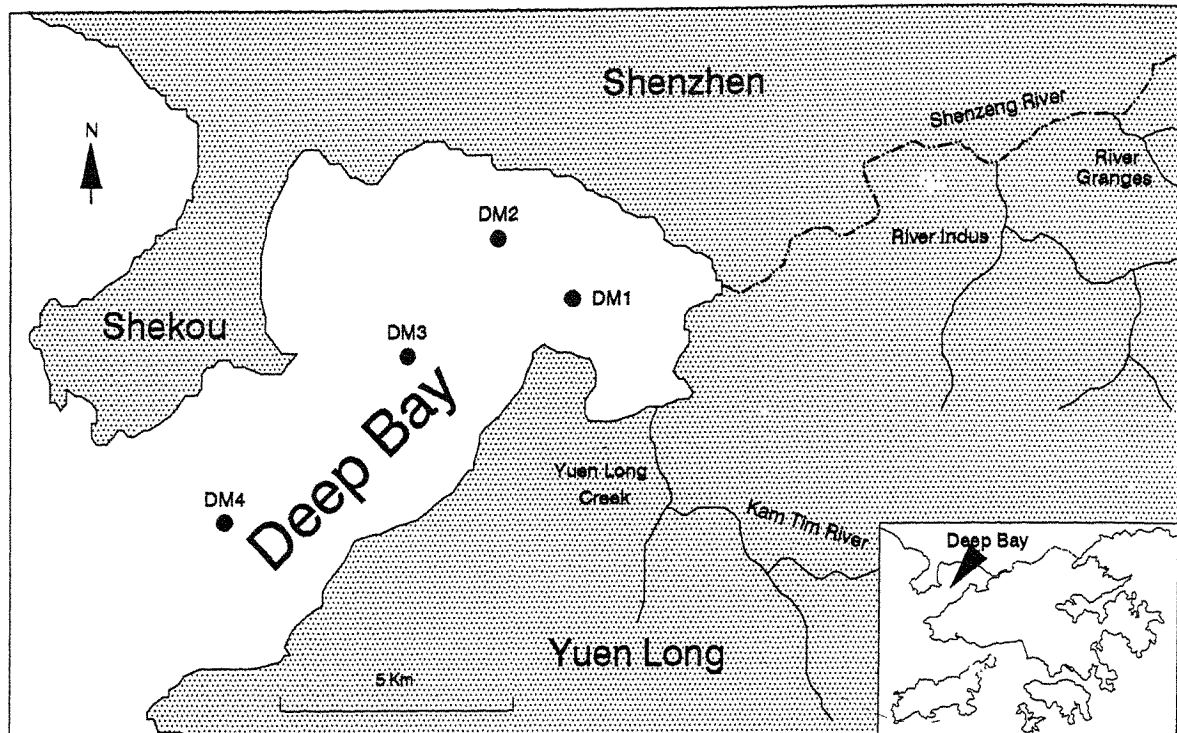 Shenzhen
Shenzeng River
N
River
Granges
DM2
River Indus
DM1
Shekou
DM3
Deep Bay
Yuen Long
Creek
DM4
Kam Tim River
Deep Bay
Yuen Long
5 Km